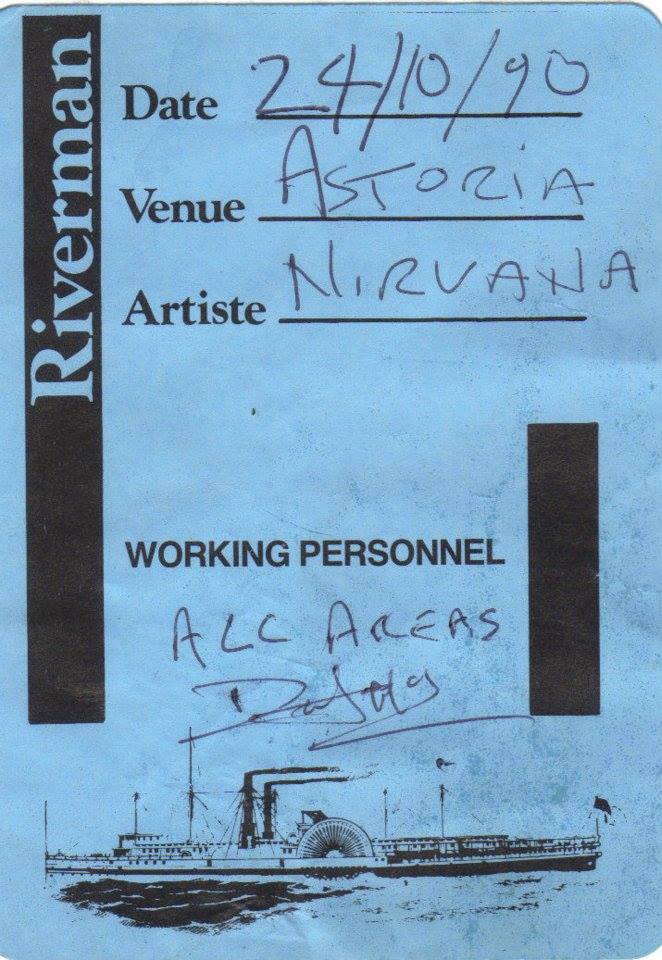 Riverman
Date 24/10/90
Venue ASTORIA
Artiste NIRVANA
WORKING PERSONNEL
ALL AREAS